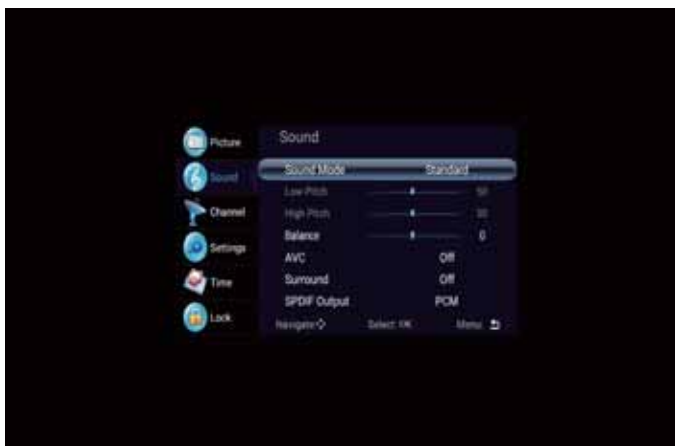 Picture
Sound
Channel
Settings
Time
Lock
Sound
Sound Mode Standard
Low Pitch 50
High Pitch 50
Balance 0
AVC Off
Surround Off
SPDIF Output PCM
Navigate Select: OK Menu